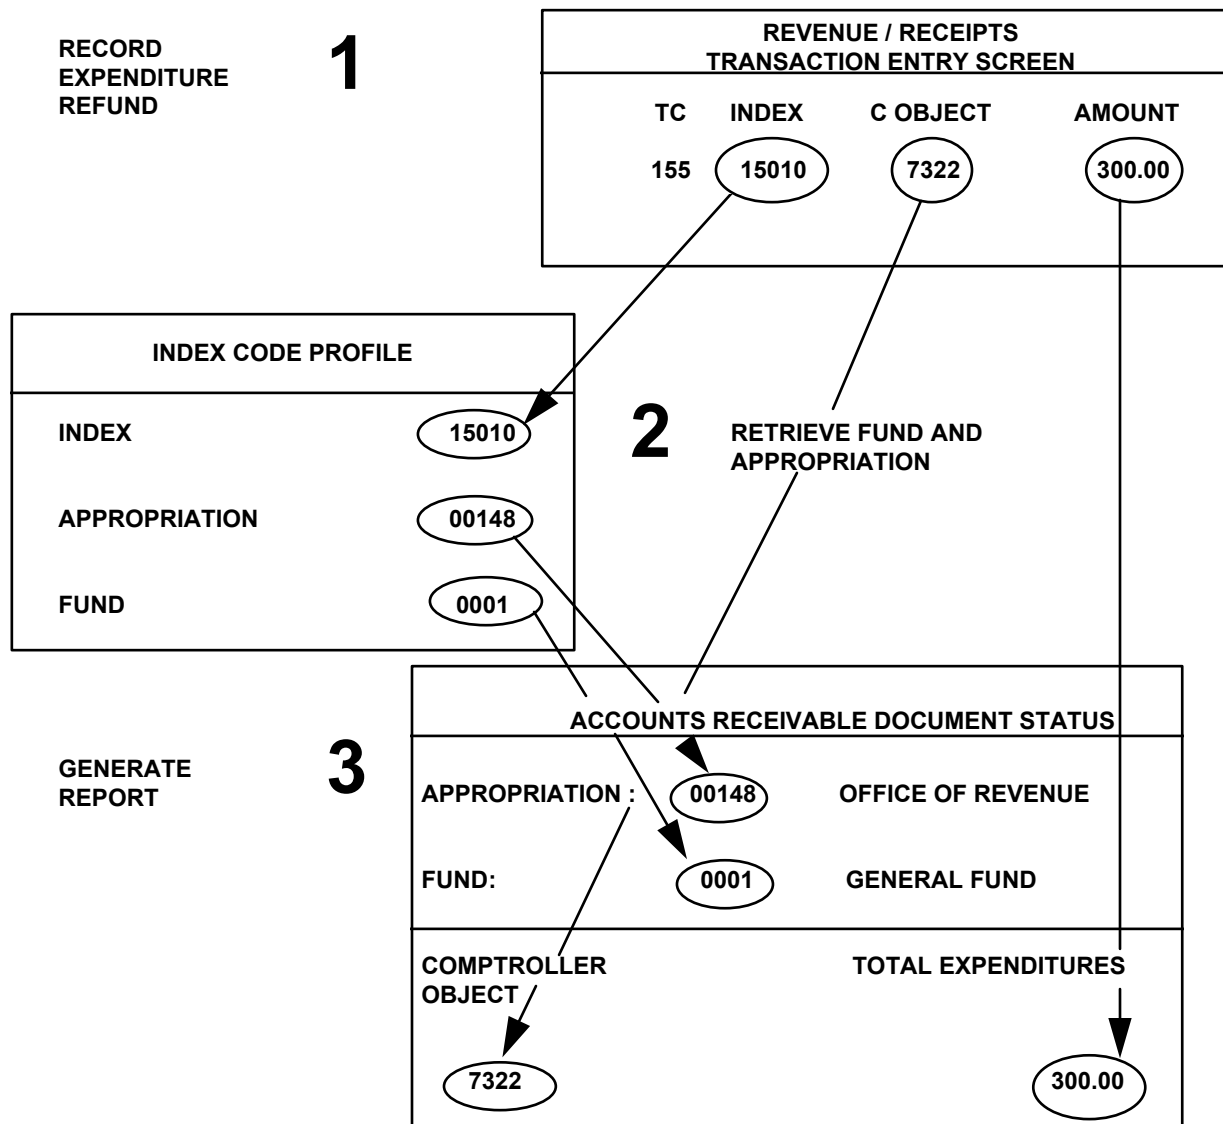 RECORD
EXPENDITURE
REFUND
1
REVENUE / RECEIPTS
TRANSACTION ENTRY SCREEN
TC INDEX C OBJECT AMOUNT
155 15010 7322 300.00
INDEX CODE PROFILE
INDEX 15010
APPROPRIATION 00148
FUND 0001
2
RETRIEVE FUND AND
APPROPRIATION
3
GENERATE
REPORT
ACCOUNTS RECEIVABLE DOCUMENT STATUS
APPROPRIATION : 00148 OFFICE OF REVENUE
FUND: 0001 GENERAL FUND
COMPTROLLER
OBJECT
TOTAL EXPENDITURES
7322 300.00